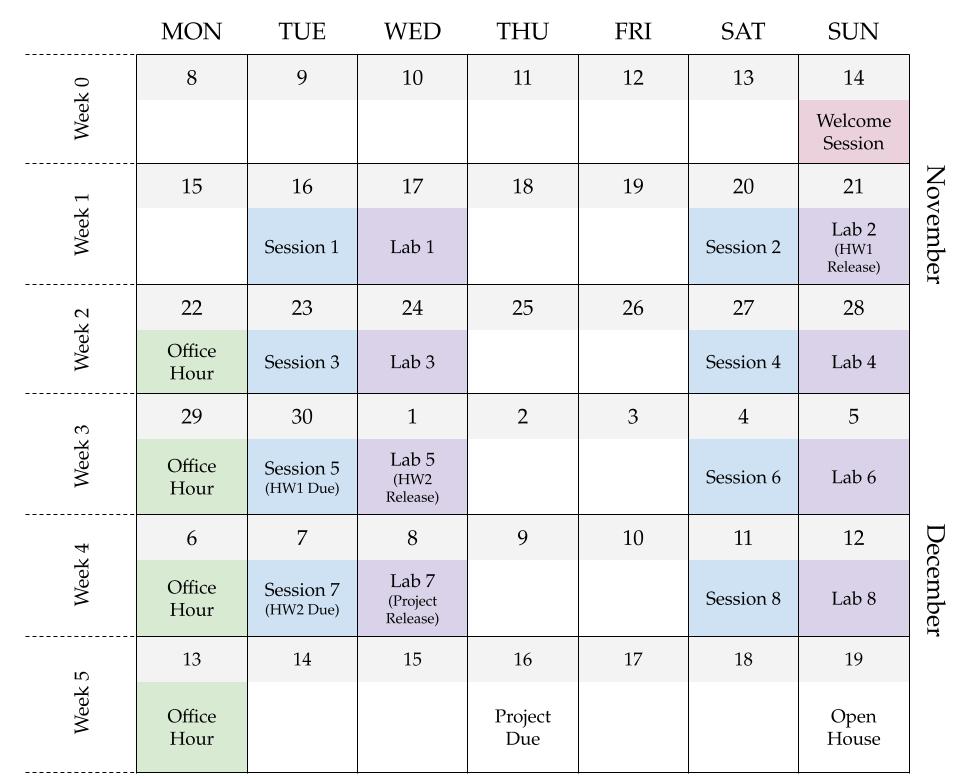 MON TUE WED THU FRI SAT SUN
Week 0
8 9 10 11 12 13 14
Welcome
Session
November
Week 1
15 16 17 18 19 20 21
Session 1 Lab 1 Session 2 Lab 2
(HW1
Release)
Week 2
22 23 24 25 26 27 28
Office
Hour
Session 3 Lab 3 Session 4 Lab 4
Week 3
29 30 1 2 3 4 5
Office
Hour
Session 5
(HW1 Due)
Lab 5
(HW2
Release)
Session 6 Lab 6
December
Week 4
6 7 8 9 10 11 12
Office
Hour
Session 7
(HW2 Due)
Lab 7
(Project
Release)
Session 8 Lab 8
Week 5
13 14 15 16 17 18 19
Office
Hour
Project
Due
Open
House